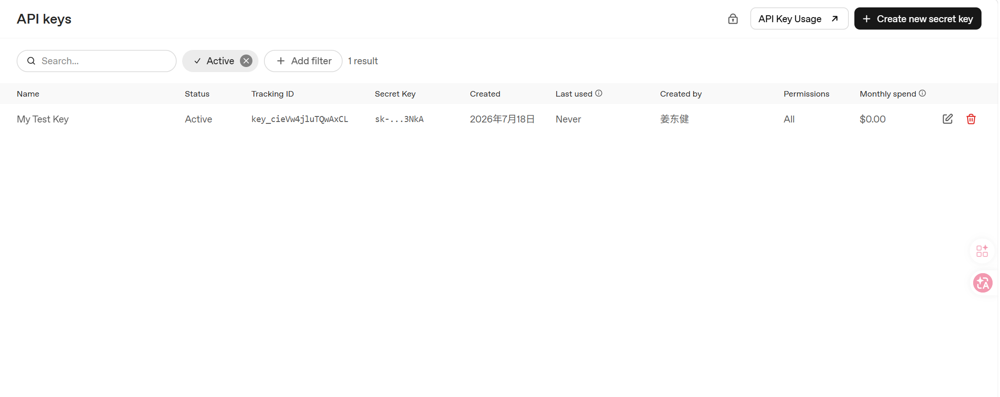 API keys
API Key Usage
Create new secret key
Search...
Active
Add filter
1 result
Name Status Tracking ID Secret Key Created Last used Created by Permissions Monthly spend
My Test Key Active key_cieVw4jluTQwAxCL sk-...3NkA 2026年7月18日 Never 姜东健 All $0.00